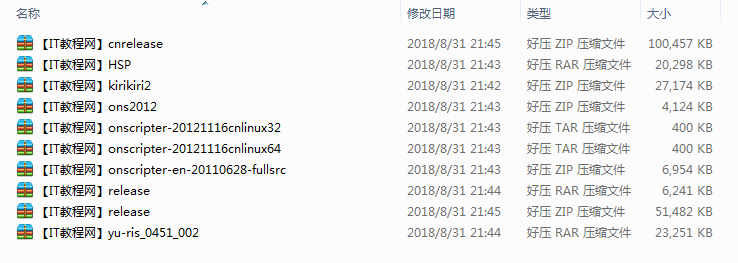 名称 修改日期 类型 大小
【IT教程网】cnrelease 2018/8/31 21:45 好压 ZIP 压缩文件 100,457 KB
【IT教程网】HSP 2018/8/31 21:43 好压 RAR 压缩文件 20,298 KB
【IT教程网】kirikiri2 2018/8/31 21:42 好压 ZIP 压缩文件 27,174 KB
【IT教程网】ons2012 2018/8/31 21:43 好压 ZIP 压缩文件 4,124 KB
【IT教程网】onscripter-20121116cnlinux32 2018/8/31 21:43 好压 TAR 压缩文件 400 KB
【IT教程网】onscripter-20121116cnlinux64 2018/8/31 21:43 好压 TAR 压缩文件 400 KB
【IT教程网】onscripter-en-20110628-fullsrc 2018/8/31 21:43 好压 ZIP 压缩文件 6,954 KB
【IT教程网】release 2018/8/31 21:44 好压 RAR 压缩文件 6,241 KB
【IT教程网】release 2018/8/31 21:45 好压 ZIP 压缩文件 51,482 KB
【IT教程网】yu-ris_0451_002 2018/8/31 21:44 好压 RAR 压缩文件 23,251 KB